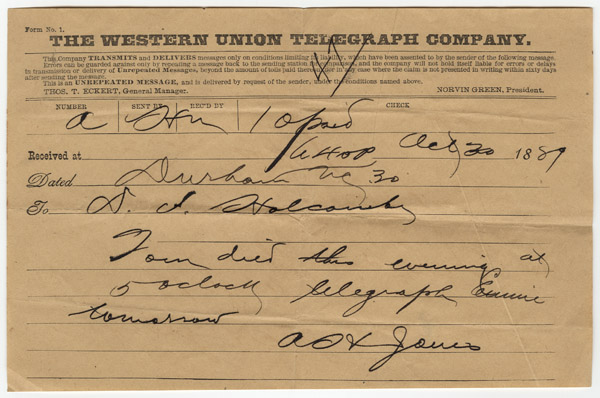 Form No. 1.
THE WESTERN UNION TELEGRAPH COMPANY.
This Company TRANSMITS and DELIVERS messages only on conditions limiting its liability, which have been assented to by the sender of the following message.
Errors can be guarded against only by repeating a message back to the sending station for comparison, and the company will not hold itself liable for errors or delays
in transmission or delivery of Unrepeated Messages, beyond the amount of tolls paid thereon, nor in any case where the claim is not presented in writing within sixty days
after sending the message.
This is an UNREPEATED MESSAGE, and is delivered by request of the sender, under the conditions named above.
THOS. T. ECKERT, General Manager. NORVIN GREEN, President.
NUMBER SENT BY REC'D BY CHECK
a 10 paid
Received at Oct 30 1889
Dated Durham NC 30
To Holcomb
Tom died this evening at
5 oclock telegraph
tomorrow
Jones